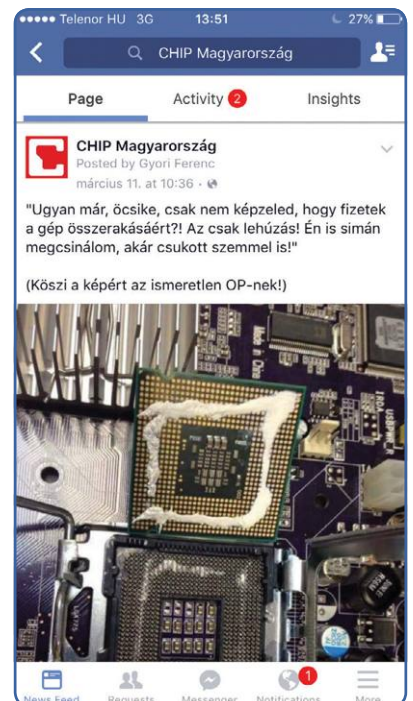 Telenor HU 3G 13:51 27%
CHIP Magyarország
Page Activity 2 Insights
CHIP Magyarország
Posted by Gyori Ferenc
március 11. at 10:36
"Ugyan már, öcsike, csak nem képzeled, hogy fizetek
a gép összerakásáért?! Az csak lehúzás! Én is simán
megcsinálom, akár csukott szemmel is!"
(Köszi a képért az ismeretlen OP-nek!)
Made in China
1
News Feed Requests Messenger Notifications More